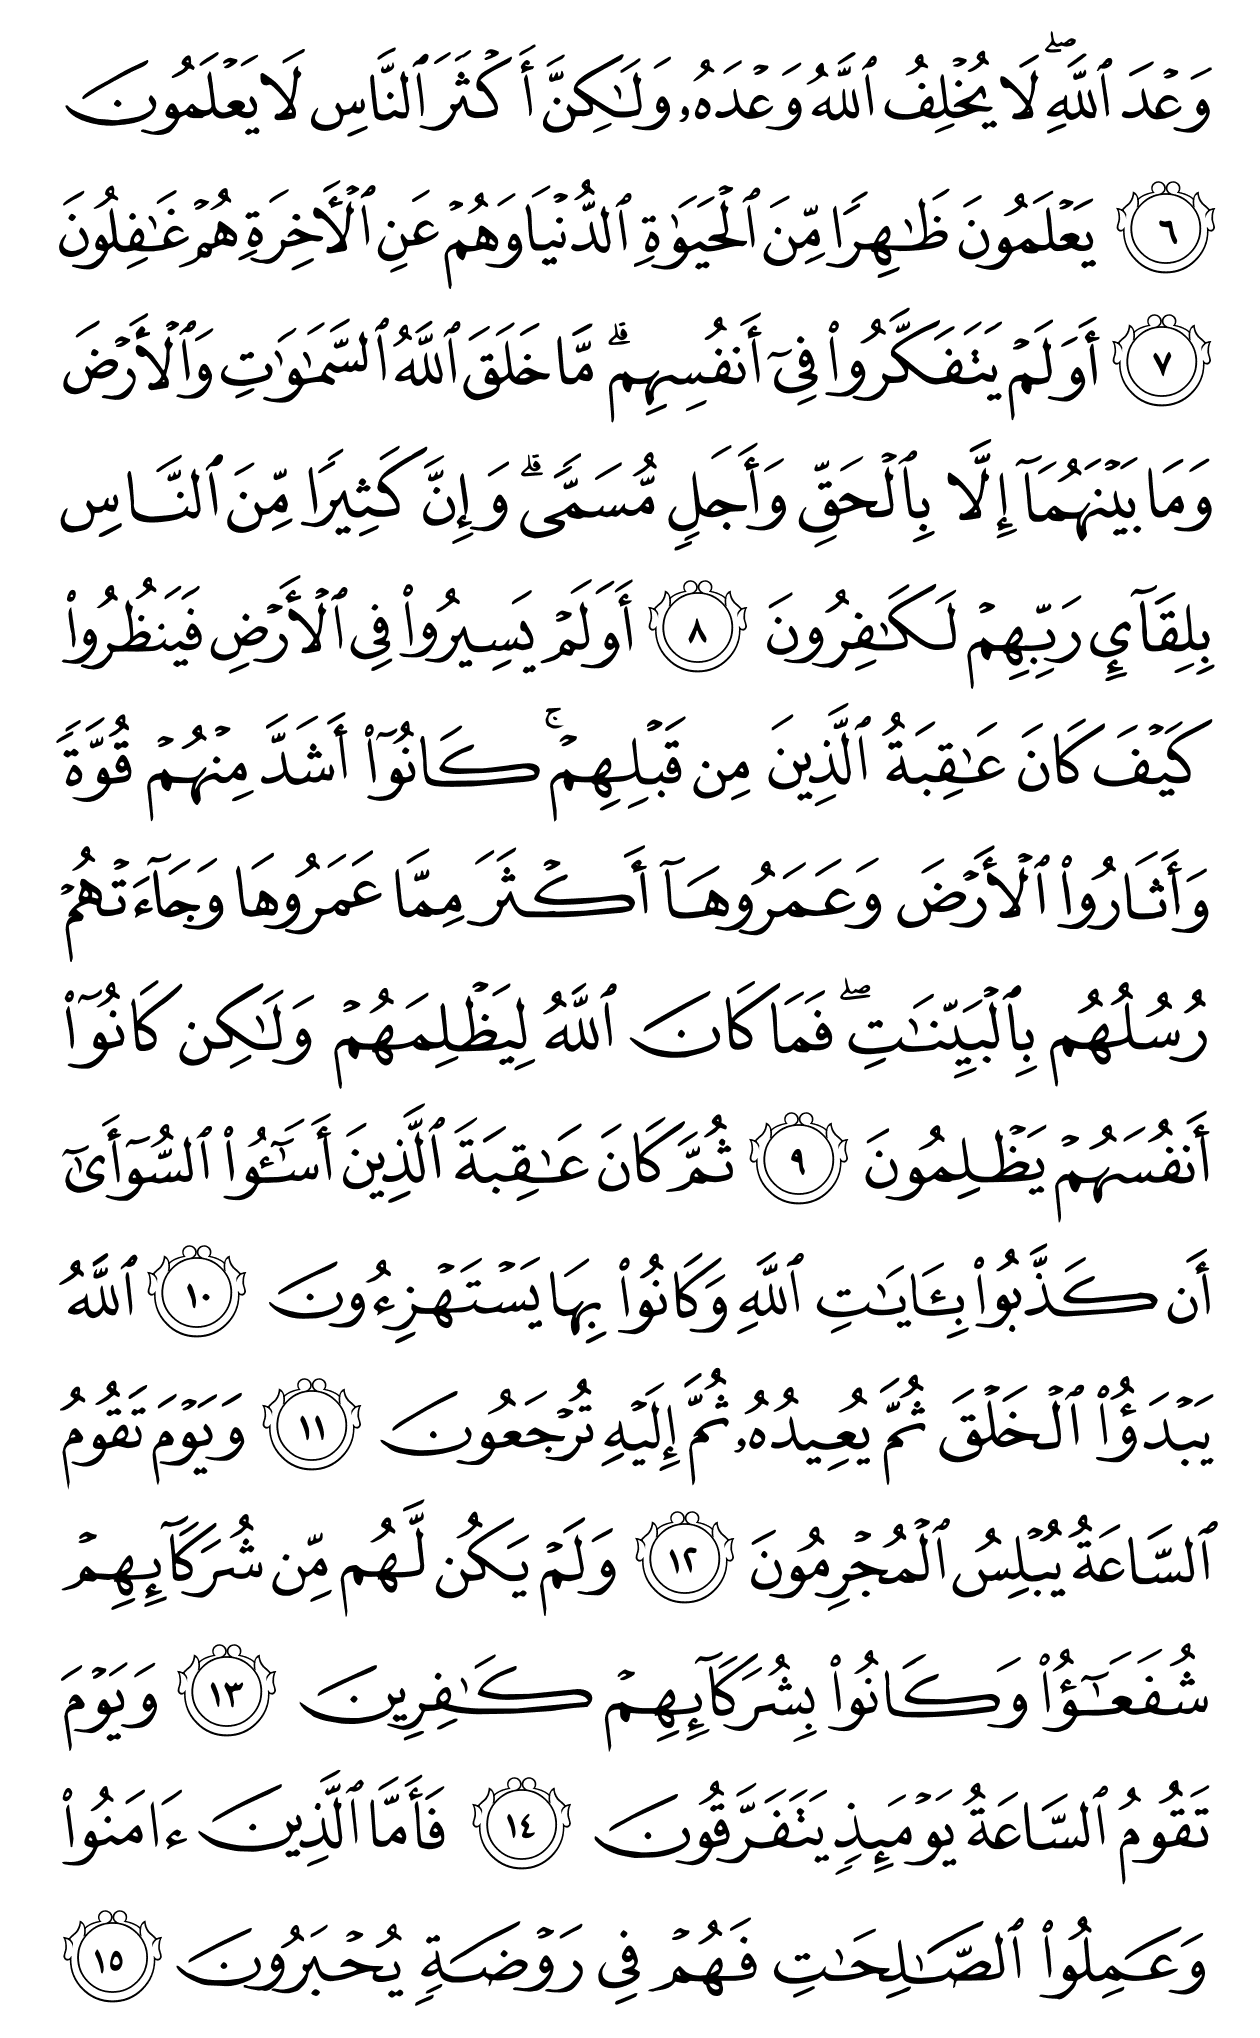 وَعۡدَ ٱللَّهِۖ لَا يُخۡلِفُ ٱللَّهُ وَعۡدَهُۥ وَلَٰكِنَّ أَكۡثَرَ ٱلنَّاسِ لَا يَعۡلَمُونَ
٦ يَعۡلَمُونَ ظَٰهِرٗا مِّنَ ٱلۡحَيَوٰةِ ٱلدُّنۡيَا وَهُمۡ عَنِ ٱلۡأٓخِرَةِ هُمۡ غَٰفِلُونَ
٧ أَوَلَمۡ يَتَفَكَّرُواْ فِيٓ أَنفُسِهِمۗ مَّا خَلَقَ ٱللَّهُ ٱلسَّمَٰوَٰتِ وَٱلۡأَرۡضَ
وَمَا بَيۡنَهُمَآ إِلَّا بِٱلۡحَقِّ وَأَجَلٖ مُّسَمّٗىۗ وَإِنَّ كَثِيرٗا مِّنَ ٱلنَّاسِ
بِلِقَآيِٕ رَبِّهِمۡ لَكَٰفِرُونَ ٨ أَوَلَمۡ يَسِيرُواْ فِي ٱلۡأَرۡضِ فَيَنظُرُواْ
كَيۡفَ كَانَ عَٰقِبَةُ ٱلَّذِينَ مِن قَبۡلِهِمۡۚ كَانُوٓاْ أَشَدَّ مِنۡهُمۡ قُوَّةٗ
وَأَثَارُواْ ٱلۡأَرۡضَ وَعَمَرُوهَآ أَكۡثَرَ مِمَّا عَمَرُوهَا وَجَآءَتۡهُمۡ
رُسُلُهُم بِٱلۡبَيِّنَٰتِۖ فَمَا كَانَ ٱللَّهُ لِيَظۡلِمَهُمۡ وَلَٰكِن كَانُوٓاْ
أَنفُسَهُمۡ يَظۡلِمُونَ ٩ ثُمَّ كَانَ عَٰقِبَةَ ٱلَّذِينَ أَسَٰٓـُٔواْ ٱلسُّوٓأَىٰٓ
أَن كَذَّبُواْ بِـَٔايَٰتِ ٱللَّهِ وَكَانُواْ بِهَا يَسۡتَهۡزِءُونَ ١٠ ٱللَّهُ
يَبۡدَؤُاْ ٱلۡخَلۡقَ ثُمَّ يُعِيدُهُۥ ثُمَّ إِلَيۡهِ تُرۡجَعُونَ ١١ وَيَوۡمَ تَقُومُ
ٱلسَّاعَةُ يُبۡلِسُ ٱلۡمُجۡرِمُونَ ١٢ وَلَمۡ يَكُن لَّهُم مِّن شُرَكَآئِهِمۡ
شُفَعَٰٓؤُاْ وَكَانُواْ بِشُرَكَآئِهِمۡ كَٰفِرِينَ ١٣ وَيَوۡمَ
تَقُومُ ٱلسَّاعَةُ يَوۡمَئِذٖ يَتَفَرَّقُونَ ١٤ فَأَمَّا ٱلَّذِينَ ءَامَنُواْ
وَعَمِلُواْ ٱلصَّٰلِحَٰتِ فَهُمۡ فِي رَوۡضَةٖ يُحۡبَرُونَ ١٥